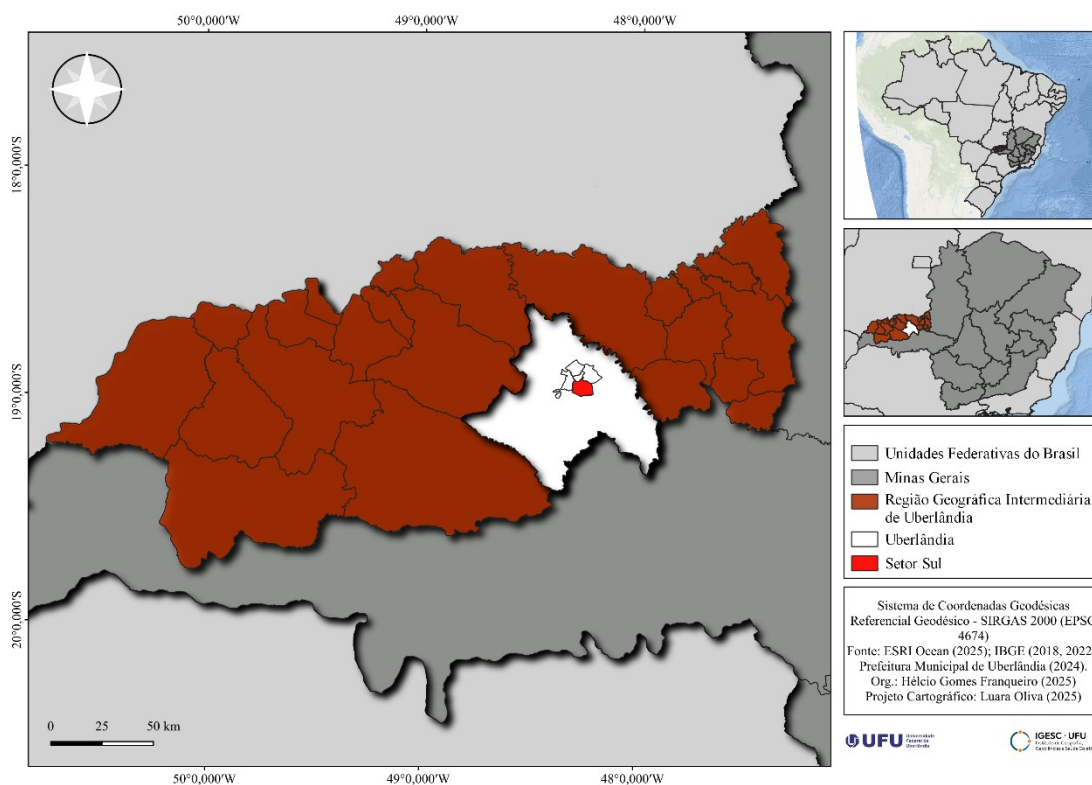 50°0,000'W
49°0,000'W
48°0,000'W
18°0,000'S
19°0,000'S
20°0,000'S
0 25 50 km
50°0,000'W
49°0,000'W
48°0,000'W
Unidades Federativas do Brasil
Minas Gerais
Região Geográfica Intermediária
de Uberlândia
Uberlândia
Setor Sul
Sistema de Coordenadas Geodésicas
Referencial Geodésico - SIRGAS 2000 (EPSG
4674)
Fonte: ESRI Ocean (2025); IBGE (2018, 2022
Prefeitura Municipal de Uberlândia (2024).
Org.: Hélcio Gomes Franqueiro (2025)
Projeto Cartográfico: Luara Oliva (2025)
UFU Universidade
Federal de
Uberlândia
IGESC - UFU